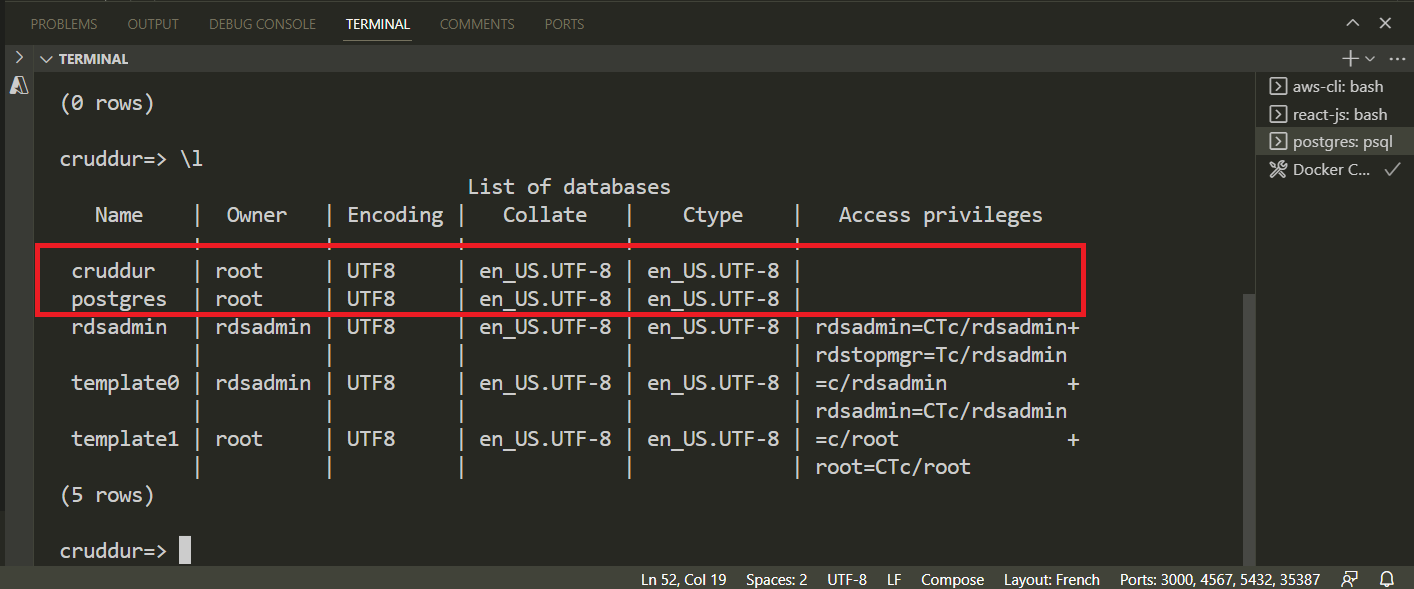 PROBLEMS OUTPUT DEBUG CONSOLE TERMINAL COMMENTS PORTS
TERMINAL
(0 rows)
cruddur=> \l
List of databases
Name | Owner | Encoding | Collate | Ctype | Access privileges
cruddur | root | UTF8 | en_US.UTF-8 | en_US.UTF-8 |
postgres | root | UTF8 | en_US.UTF-8 | en_US.UTF-8 |
rdsadmin | rdsadmin | UTF8 | en_US.UTF-8 | en_US.UTF-8 | rdsadmin=CTc/rdsadmin+
| | | | | rdstopmgr=Tc/rdsadmin
template0 | rdsadmin | UTF8 | en_US.UTF-8 | en_US.UTF-8 | =c/rdsadmin +
| | | | | rdsadmin=CTc/rdsadmin
template1 | root | UTF8 | en_US.UTF-8 | en_US.UTF-8 | =c/root +
| | | | | root=CTc/root
(5 rows)
cruddur=>
aws-cli: bash
react-js: bash
postgres: psql
Docker C...
Ln 52, Col 19 Spaces: 2 UTF-8 LF Compose Layout: French Ports: 3000, 4567, 5432, 35387